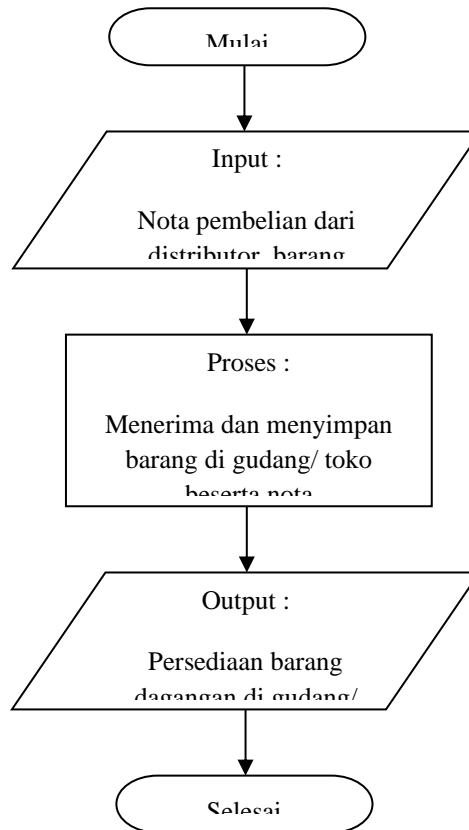 Mulai
Input :
Nota pembelian dari
distributor, barang
Proses :
Menerima dan menyimpan
barang di gudang/ toko
beserta nota
Output :
Persediaan barang
dagangan di gudang/
Selesai